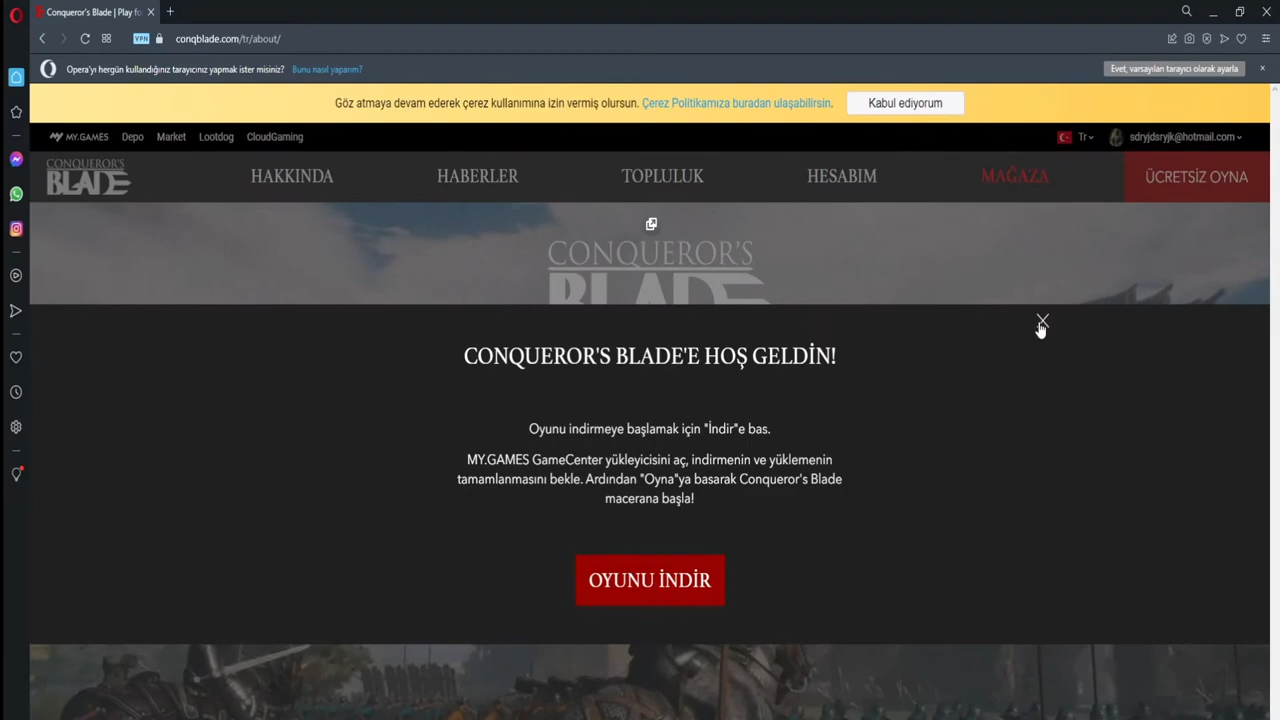 Conqueror's Blade | Play fo
VPN
conqblade.com/tr/about/
Opera'yı hergün kullandığınız tarayıcınız yapmak ister misiniz? Bunu nasıl yaparım?
Evet, varsayılan tarayıcı olarak ayarla
Göz atmaya devam ederek çerez kullanımına izin vermiş olursun. Çerez Politikamıza buradan ulaşabilirsin.
Kabul ediyorum
MY.GAMES Depo Market Lootdog CloudGaming
Tr sdryjdsryjk@hotmail.com
CONQUEROR'S
BLADE
HAKKINDA HABERLER TOPLULUK HESABIM MAĞAZA ÜCRETSİZ OYNA
CONQUEROR'S
BLADE
CONQUEROR'S BLADE'E HOŞ GELDİN!
Oyunu indirmeye başlamak için "İndir"e bas.
MY.GAMES GameCenter yükleyicisini aç, indirmenin ve yüklemenin
tamamlanmasını bekle. Ardından "Oyna"ya basarak Conqueror's Blade
macerana başla!
OYUNU İNDİR